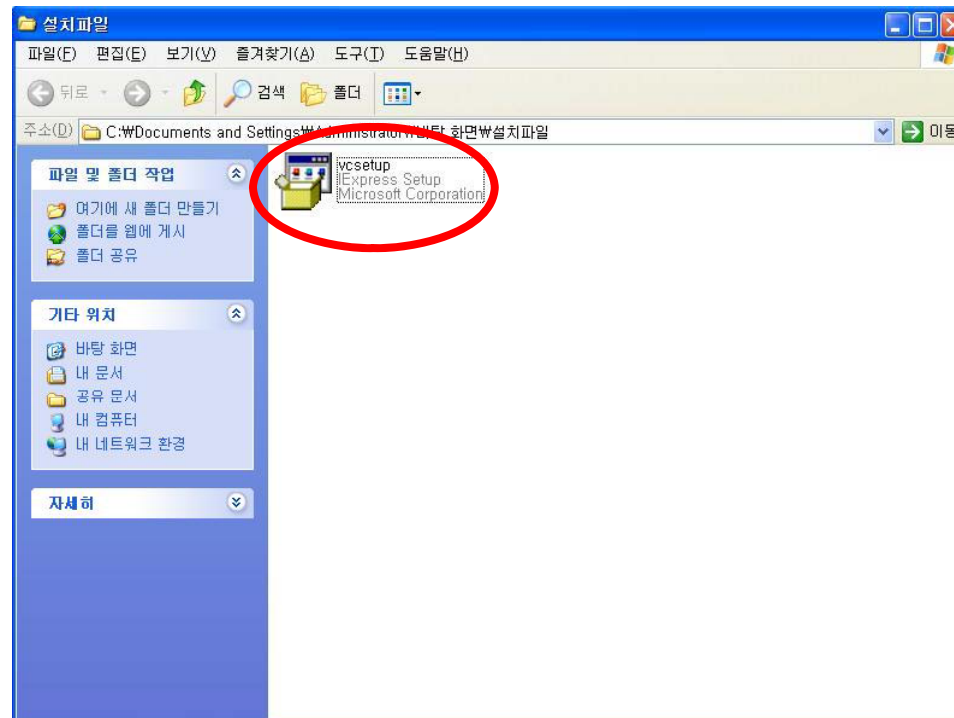 설치파일
파일(F) 편집(E) 보기(V) 즐겨찾기(A) 도구(T) 도움말(H)
뒤로 검색 폴더
주소(D) C:₩Documents and Settings₩Administrator₩바탕 화면₩설치파일 이동
파일 및 폴더 작업
여기에 새 폴더 만들기
폴더를 웹에 게시
폴더 공유
기타 위치
바탕 화면
내 문서
공유 문서
내 컴퓨터
내 네트워크 환경
자세히
vcsetup
IExpress Setup
Microsoft Corporation